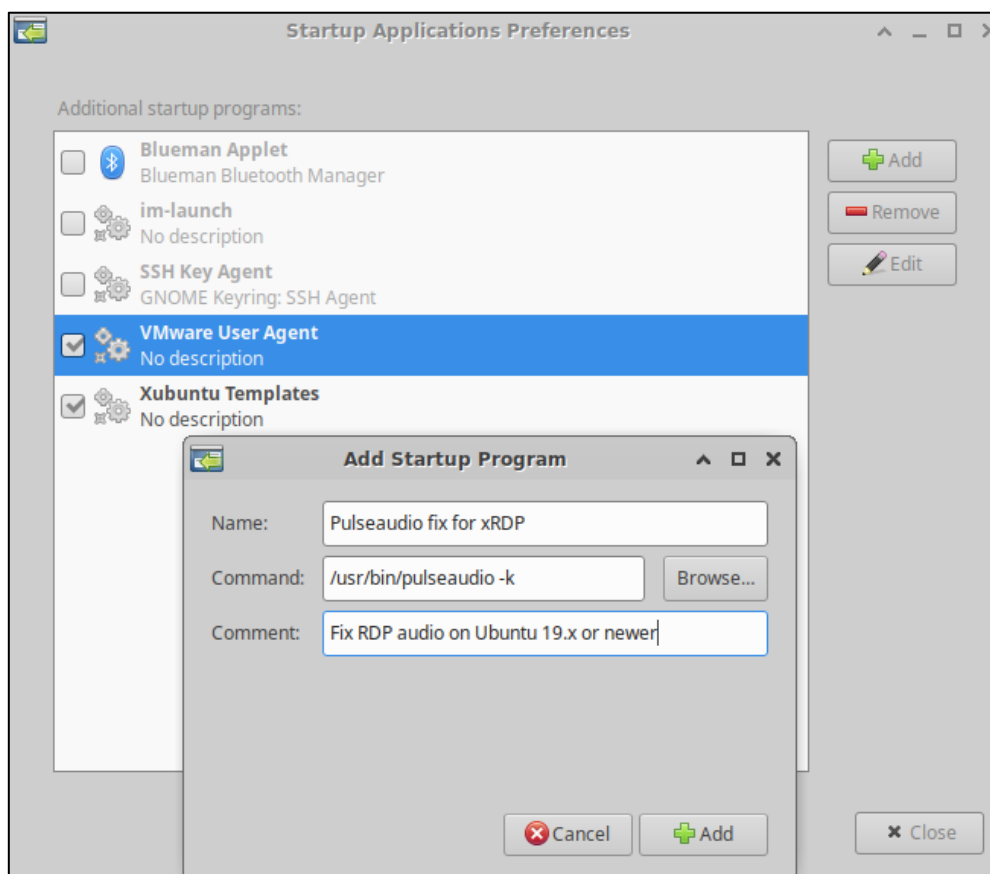 Startup Applications Preferences
Additional startup programs:
Blueman Applet
Blueman Bluetooth Manager
im-launch
No description
SSH Key Agent
GNOME Keyring: SSH Agent
VMware User Agent
No description
Xubuntu Templates
No description
Add
Remove
Edit
Add Startup Program
Name: Pulseaudio fix for xRDP
Command: /usr/bin/pulseaudio -k Browse...
Comment: Fix RDP audio on Ubuntu 19.x or newer
Cancel Add
Close